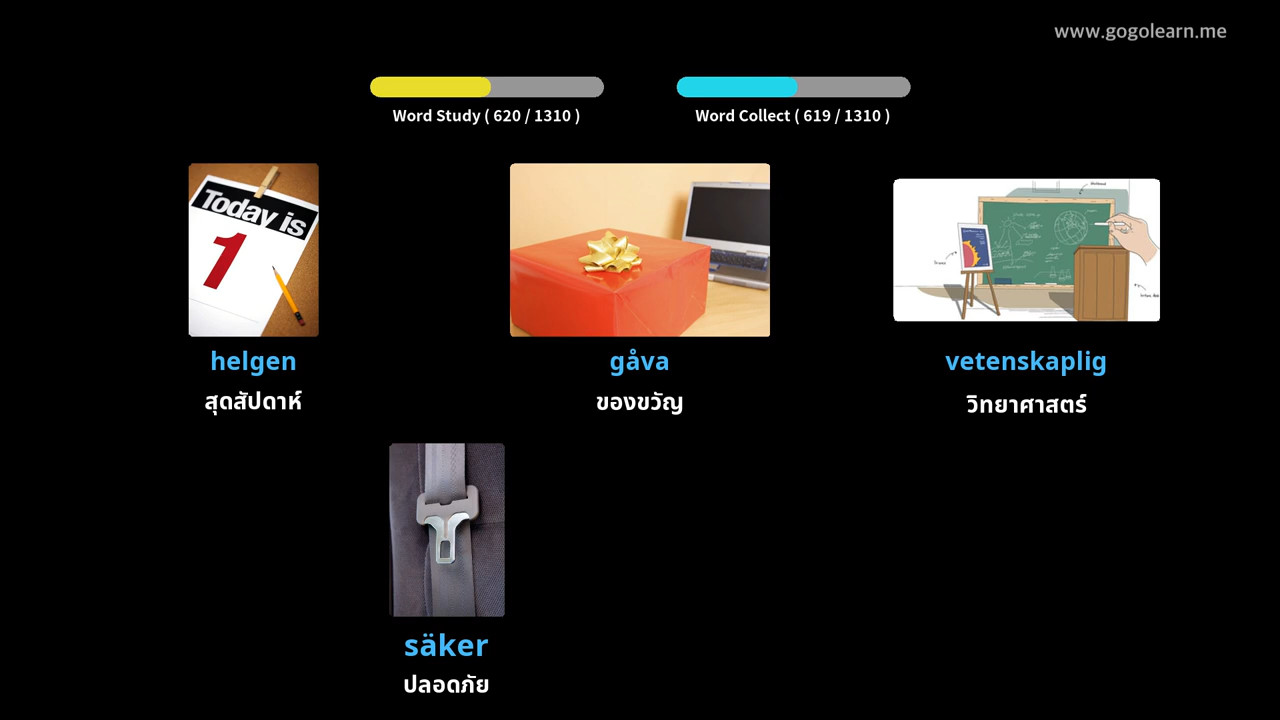 www.gogolearn.me
Word Study ( 620 / 1310 )
Word Collect ( 619 / 1310 )
Today is
1
helgen
สุดสัปดาห์
gåva
ของขวัญ
vetenskaplig
วิทยาศาสตร์
säker
ปลอดภัย